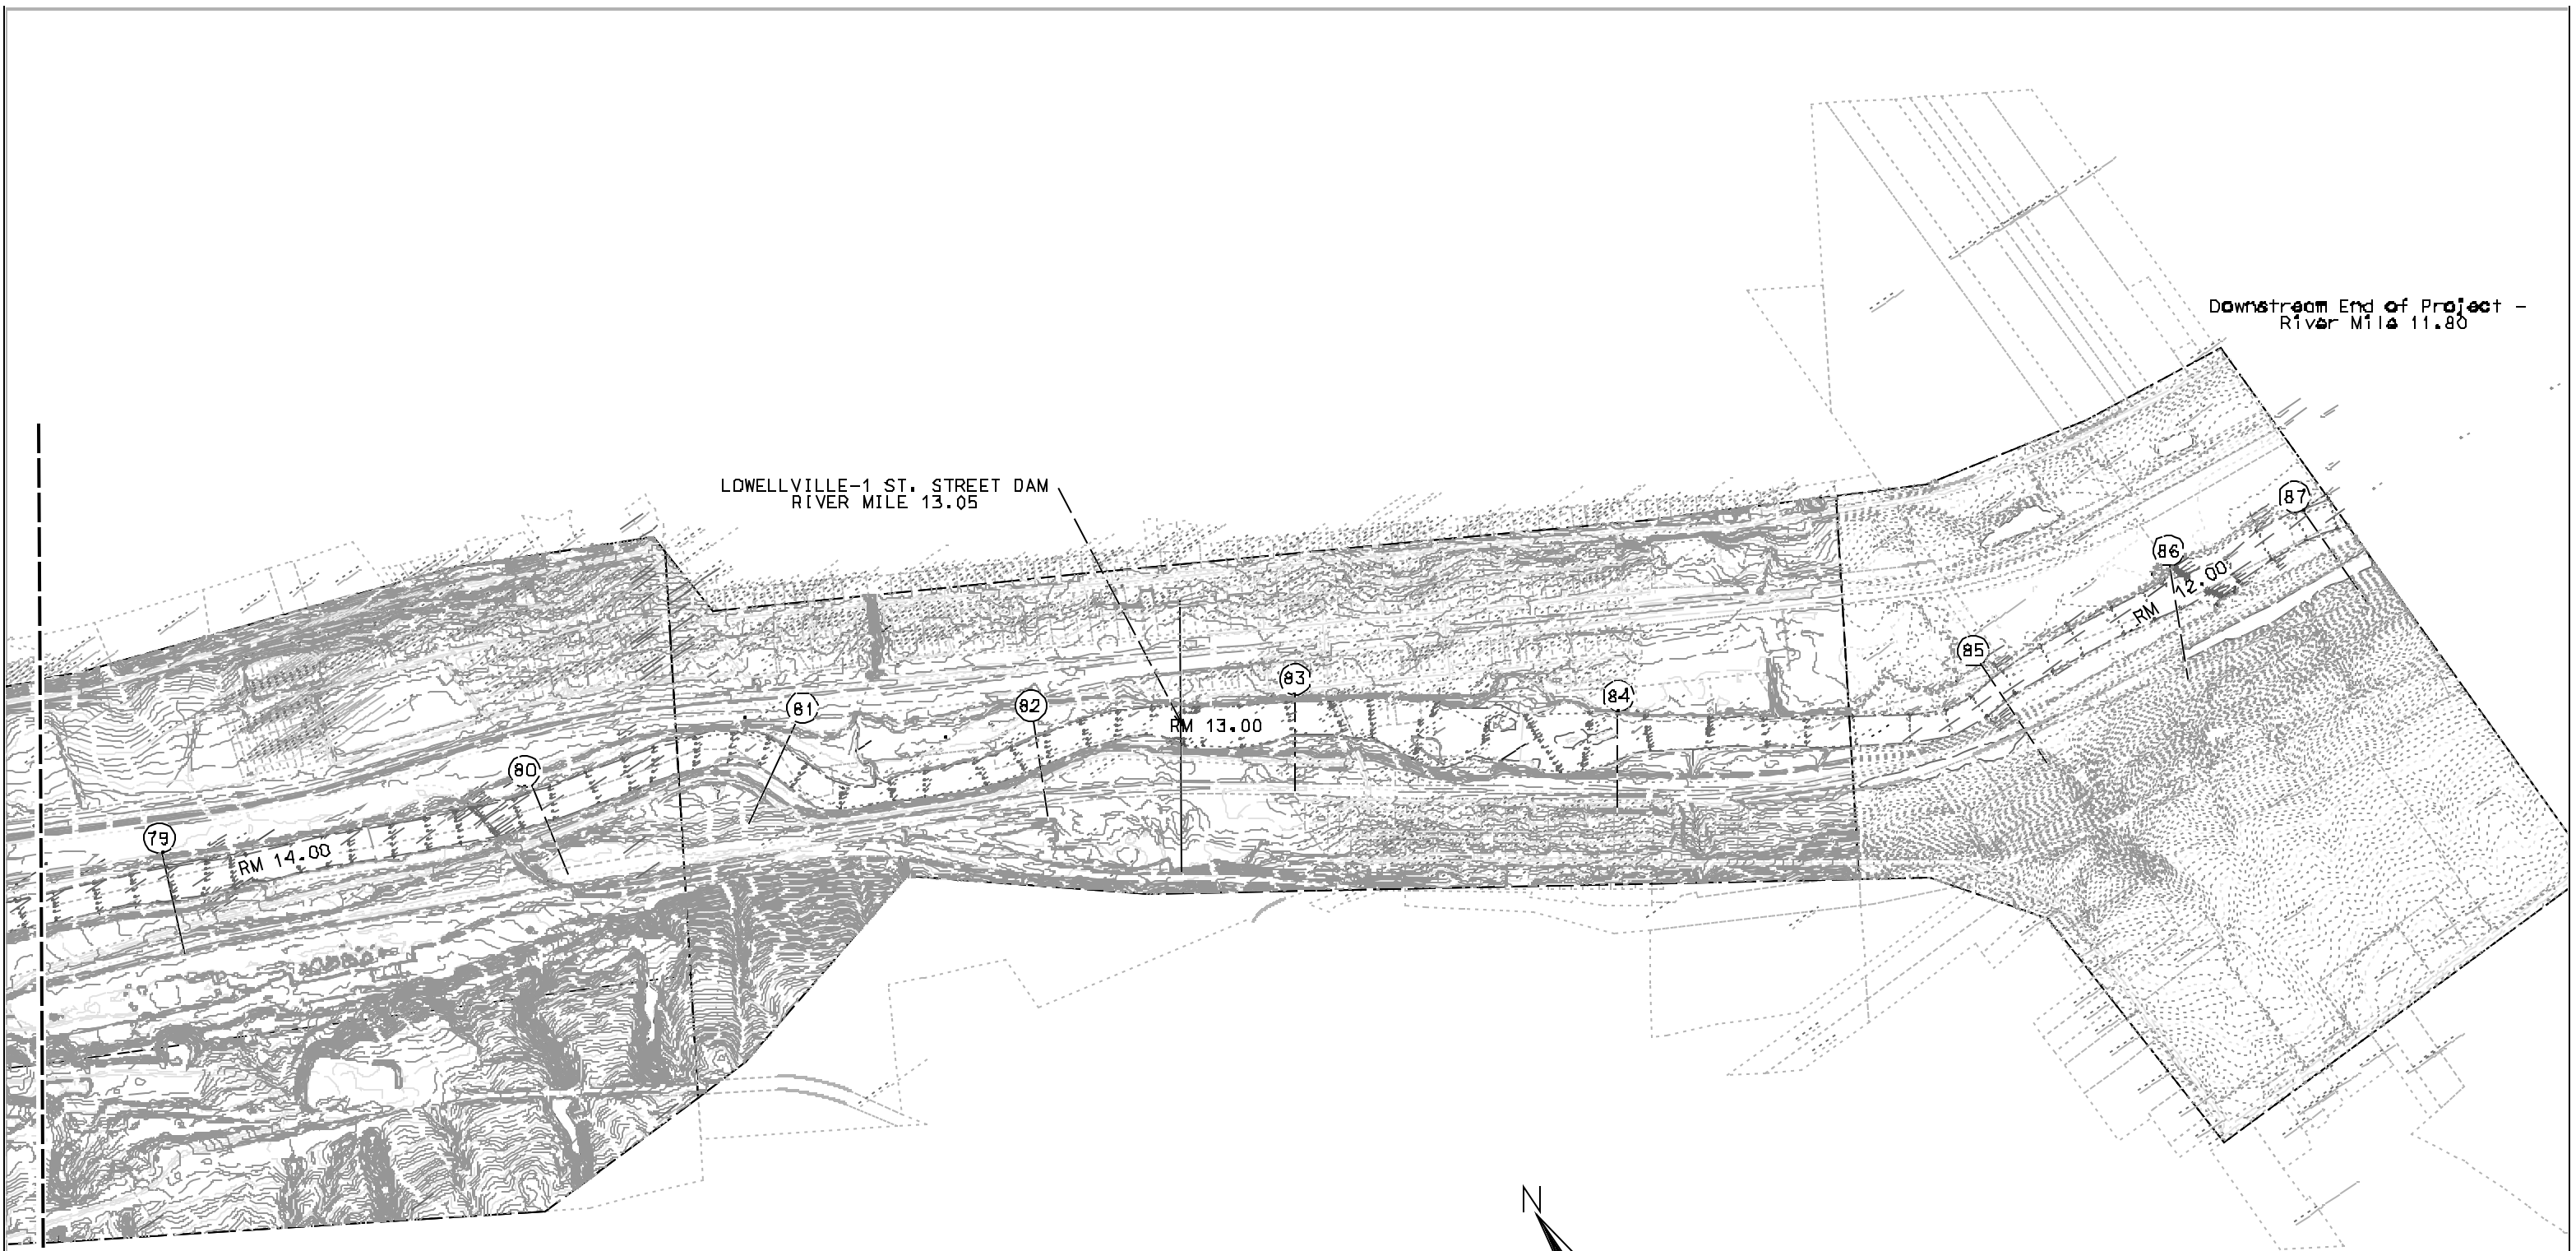 Downstream End of Project -
River Mile 11.80
LOWELLVILLE-1 ST. STREET DAM
RIVER MILE 13.05
87
86
RM 12.00
85
83
84
82
81
RM 13.00
80
79
RM 14.00
N